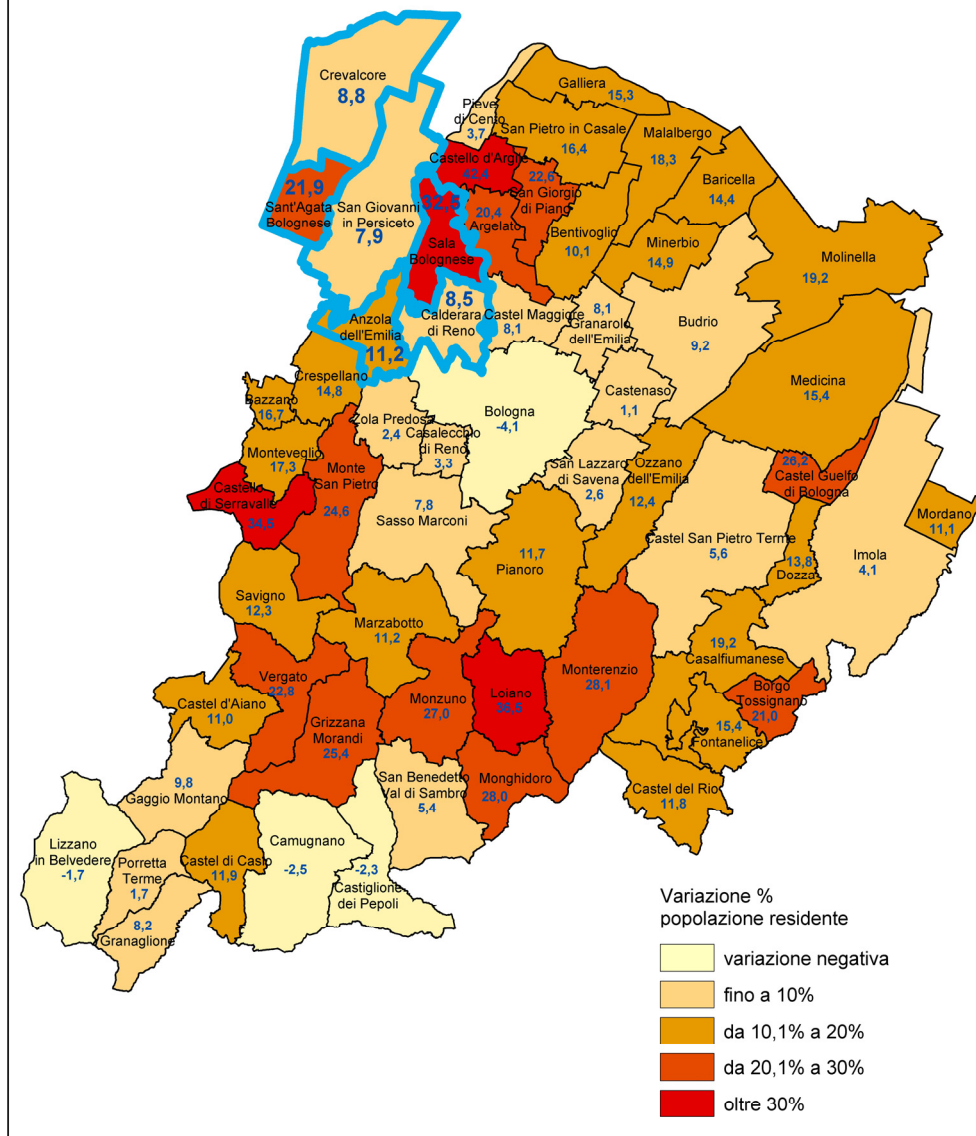 Crevalcore
8,8
Galliera
15,3
Pieve
di Cento
3,7
San Pietro in Casale
16,4
Malalbergo
18,3
Castello d'Argile
42,4
22,6
San Giorgio
di Piano
Baricella
14,4
21,9
Sant'Agata
Bolognese
San Giovanni
in Persiceto
7,9
32,5
Sala
Bolognese
20,4
Argelato
Bentivoglio
10,1
Minerbio
14,9
Molinella
19,2
8,5
Calderara
di Reno
Castel Maggiore
8,1
8,1
Granarolo
dell'Emilia
Budrio
9,2
Anzola
dell'Emilia
11,2
Crespellano
14,8
Bazzano
16,7
Zola Predosa
2,4
Casalecchio
di Reno
3,3
Bologna
-4,1
Castenaso
1,1
Medicina
15,4
Monteveglio
17,3
Monte
San Pietro
24,6
Castello
di Serravalle
34,5
7,8
Sasso Marconi
San Lazzaro
di Savena
2,6
Ozzano
dell'Emilia
12,4
26,2
Castel Guelfo
di Bologna
Mordano
11,1
Castel San Pietro Terme
5,6
13,8
Dozza
Imola
4,1
11,7
Pianoro
Savigno
12,3
Marzabotto
11,2
19,2
Casalfiumanese
Vergato
22,8
Monzuno
27,0
Loiano
36,5
Monterenzio
28,1
Borgo
Tossignano
21,0
Castel d'Aiano
11,0
Grizzana
Morandi
25,4
15,4
Fontanelice
9,8
Gaggio Montano
San Benedetto
Val di Sambro
5,4
Monghidoro
28,0
Castel del Rio
11,8
Lizzano
in Belvedere
-1,7
Porretta
Terme
1,7
Castel di Casio
11,9
Camugnano
-2,5
-2,3
Castiglione
dei Pepoli
8,2
Granaglione
Variazione %
popolazione residente
variazione negativa
fino a 10%
da 10,1% a 20%
da 20,1% a 30%
oltre 30%